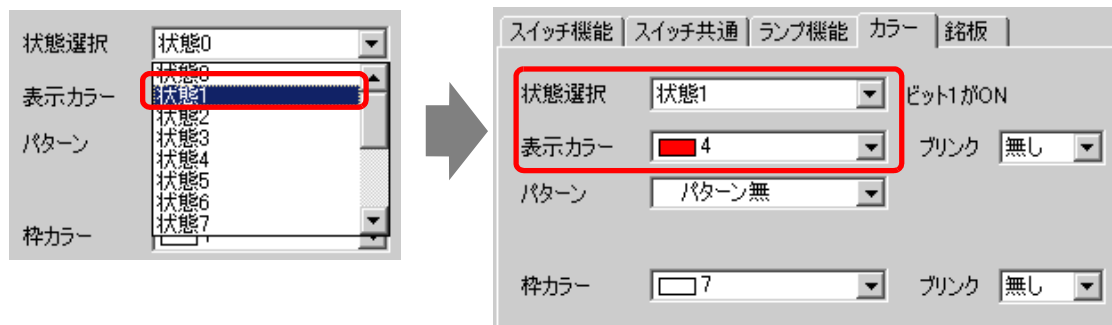 状態選択 状態0
状態0
表示カラー 状態1
状態2
パターン 状態3
状態4
状態5
状態6
状態7
枠カラー
スイッチ機能 スイッチ共通 ランプ機能 カラー 銘板
状態選択 状態1 ビット1がON
表示カラー 4 ブリンク 無し
パターン パターン無
枠カラー 7 ブリンク 無し